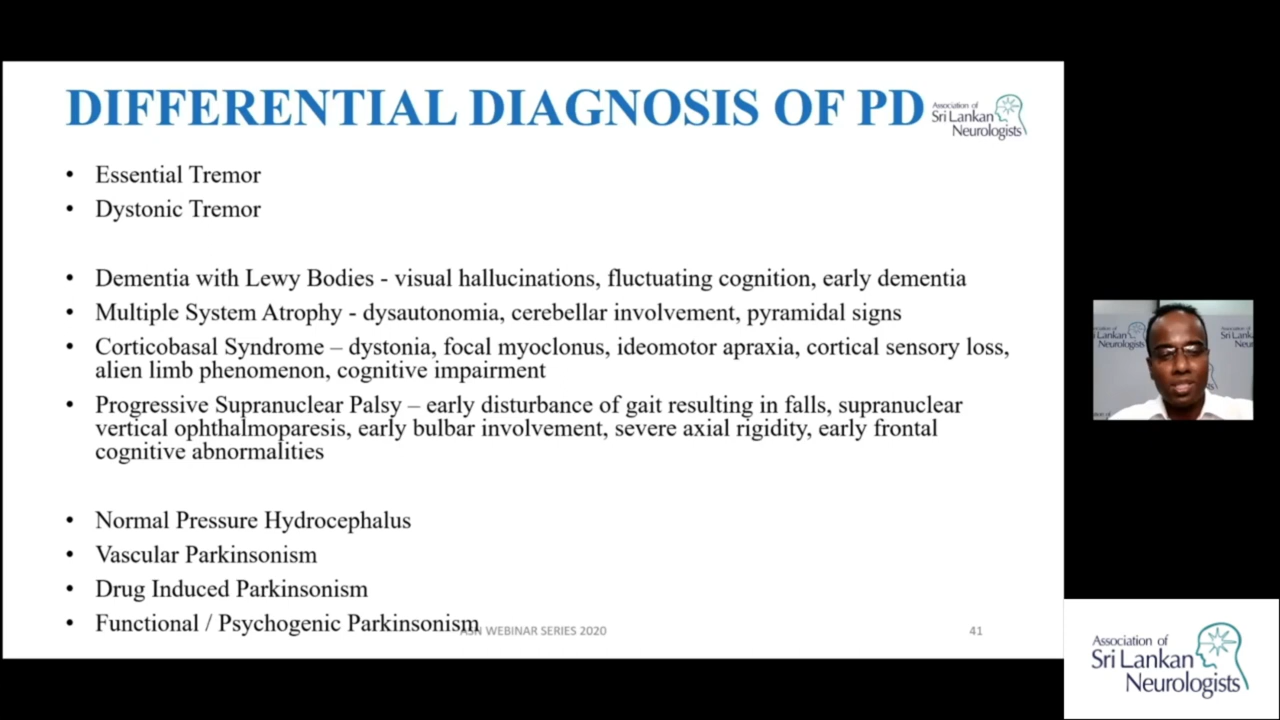 DIFFERENTIAL DIAGNOSIS OF PD
Association of
Sri Lankan
Neurologists
• Essential Tremor
• Dystonic Tremor
• Dementia with Lewy Bodies - visual hallucinations, fluctuating cognition, early dementia
• Multiple System Atrophy - dysautonomia, cerebellar involvement, pyramidal signs
• Corticobasal Syndrome – dystonia, focal myoclonus, ideomotor apraxia, cortical sensory loss,
alien limb phenomenon, cognitive impairment
• Progressive Supranuclear Palsy – early disturbance of gait resulting in falls, supranuclear
vertical ophthalmoparesis, early bulbar involvement, severe axial rigidity, early frontal
cognitive abnormalities
• Normal Pressure Hydrocephalus
• Vascular Parkinsonism
• Drug Induced Parkinsonism
• Functional / Psychogenic Parkinsonism
WEBINAR SERIES 2020
41
Neurologists
Sri Lankan
Association of
Sri Lankan
Neurologists